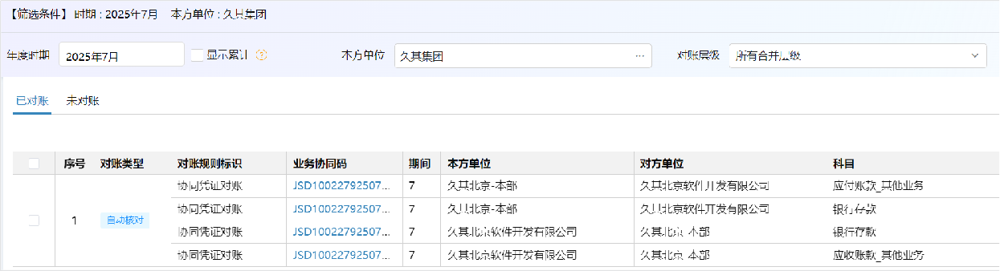 【筛选条件】 时期 : 2025年7月 本方单位 : 久其集团
年度时期 2025年7月 显示累计 ? 本方单位 久其集团 ··· 对账层级 所有合并层级
已对账 未对账
序号 对账类型 对账规则标识 业务协同码 期间 本方单位 对方单位 科目
协同凭证对账 JSD10022792507... 7 久其北京-本部 久其北京软件开发有限公司 应付账款_其他业务
协同凭证对账 JSD10022792507... 7 久其北京-本部 久其北京软件开发有限公司 银行存款
1 自动核对
协同凭证对账 JSD10022792507... 7 久其北京软件开发有限公司 久其北京-本部 银行存款
协同凭证对账 JSD10022792507... 7 久其北京软件开发有限公司 久其北京-本部 应收账款_其他业务